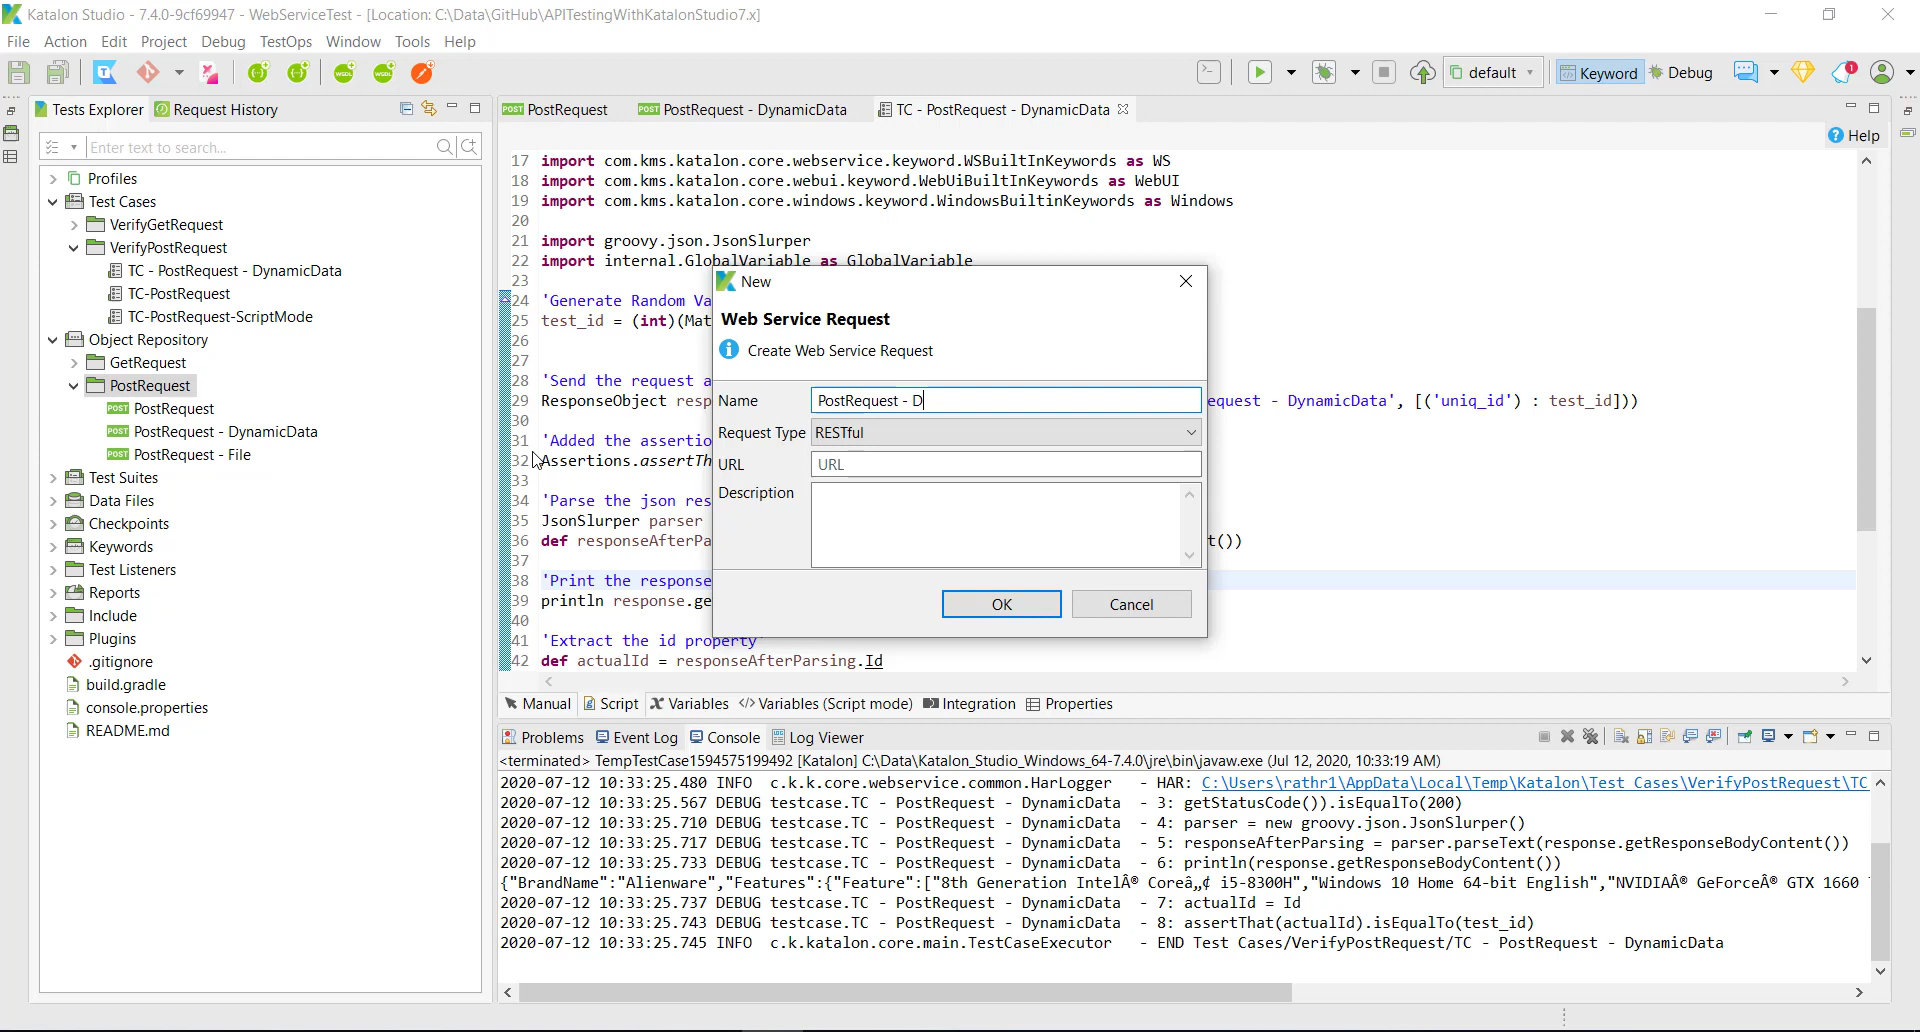 Katalon Studio - 7.4.0-9cf69947 - WebServiceTest - [Location: C:\Data\GitHub\APITestingWithKatalonStudio7.x]
File Action Edit Project Debug TestOps Window Tools Help
default Keyword Debug 1
Tests Explorer Request History
Enter text to search...
Profiles
Test Cases
VerifyGetRequest
VerifyPostRequest
TC - PostRequest - DynamicData
TC-PostRequest
TC-PostRequest-ScriptMode
Object Repository
GetRequest
PostRequest
POST PostRequest
POST PostRequest - DynamicData
POST PostRequest - File
Test Suites
Data Files
Checkpoints
Keywords
Test Listeners
Reports
Include
Plugins
.gitignore
build.gradle
console.properties
README.md
POST PostRequest POST PostRequest - DynamicData TC - PostRequest - DynamicData
Help
17 import com.kms.katalon.core.webservice.keyword.WSBuiltInKeywords as WS
18 import com.kms.katalon.core.webui.keyword.WebUiBuiltInKeywords as WebUI
19 import com.kms.katalon.core.windows.keyword.WindowsBuiltinKeywords as Windows
20
21 import groovy.json.JsonSlurper
22 import internal.GlobalVariable as GlobalVariable
23
24 'Generate Random Va
25 test_id = (int)(Mat
26
27
28 'Send the request a
29 ResponseObject resp equest - DynamicData', [('uniq_id') : test_id]))
30
31 'Added the assertio
32 Assertions.assertTh
33
34 'Parse the json res
35 JsonSlurper parser
36 def responseAfterPa t())
37
38 'Print the response
39 println response.ge
40
41 'Extract the id property'
42 def actualId = responseAfterParsing.Id
New
Web Service Request
Create Web Service Request
Name PostRequest - D
Request Type RESTful
URL URL
Description
OK Cancel
Manual Script Variables Variables (Script mode) Integration Properties
Problems Event Log Console Log Viewer
<terminated> TempTestCase1594575199492 [Katalon] C:\Data\Katalon_Studio_Windows_64-7.4.0\jre\bin\javaw.exe (Jul 12, 2020, 10:33:19 AM)
2020-07-12 10:33:25.480 INFO c.k.k.core.webservice.common.HarLogger - HAR: C:\Users\rathr1\AppData\Local\Temp\Katalon\Test Cases\VerifyPostRequest\TC
2020-07-12 10:33:25.567 DEBUG testcase.TC - PostRequest - DynamicData - 3: getStatusCode()).isEqualTo(200)
2020-07-12 10:33:25.710 DEBUG testcase.TC - PostRequest - DynamicData - 4: parser = new groovy.json.JsonSlurper()
2020-07-12 10:33:25.717 DEBUG testcase.TC - PostRequest - DynamicData - 5: responseAfterParsing = parser.parseText(response.getResponseBodyContent())
2020-07-12 10:33:25.733 DEBUG testcase.TC - PostRequest - DynamicData - 6: println(response.getResponseBodyContent())
{"BrandName":"Alienware","Features":{"Feature":["8th Generation IntelÂ® Coreâ„¢ i5-8300H","Windows 10 Home 64-bit English","NVIDIAÂ® GeForceÂ® GTX 1660
2020-07-12 10:33:25.737 DEBUG testcase.TC - PostRequest - DynamicData - 7: actualId = Id
2020-07-12 10:33:25.743 DEBUG testcase.TC - PostRequest - DynamicData - 8: assertThat(actualId).isEqualTo(test_id)
2020-07-12 10:33:25.745 INFO c.k.katalon.core.main.TestCaseExecutor - END Test Cases/VerifyPostRequest/TC - PostRequest - DynamicData